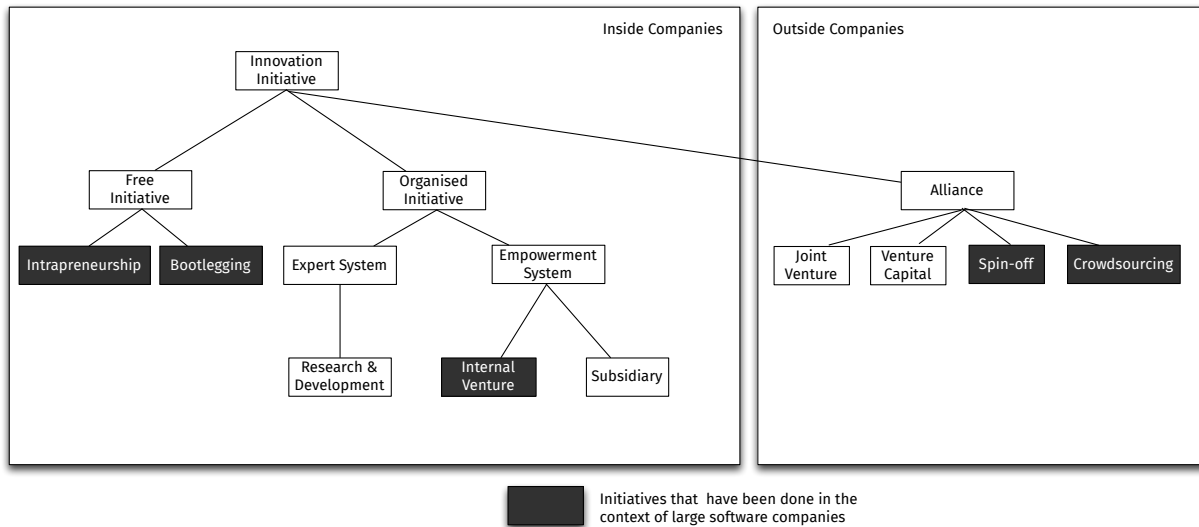 Inside Companies
Outside Companies
Innovation
Initiative
Free
Initiative
Organised
Initiative
Alliance
Intrapreneurship
Bootlegging
Expert System
Empowerment
System
Joint
Venture
Venture
Capital
Spin-off
Crowdsourcing
Research &
Development
Internal
Venture
Subsidiary
Initiatives that have been done in the
context of large software companies